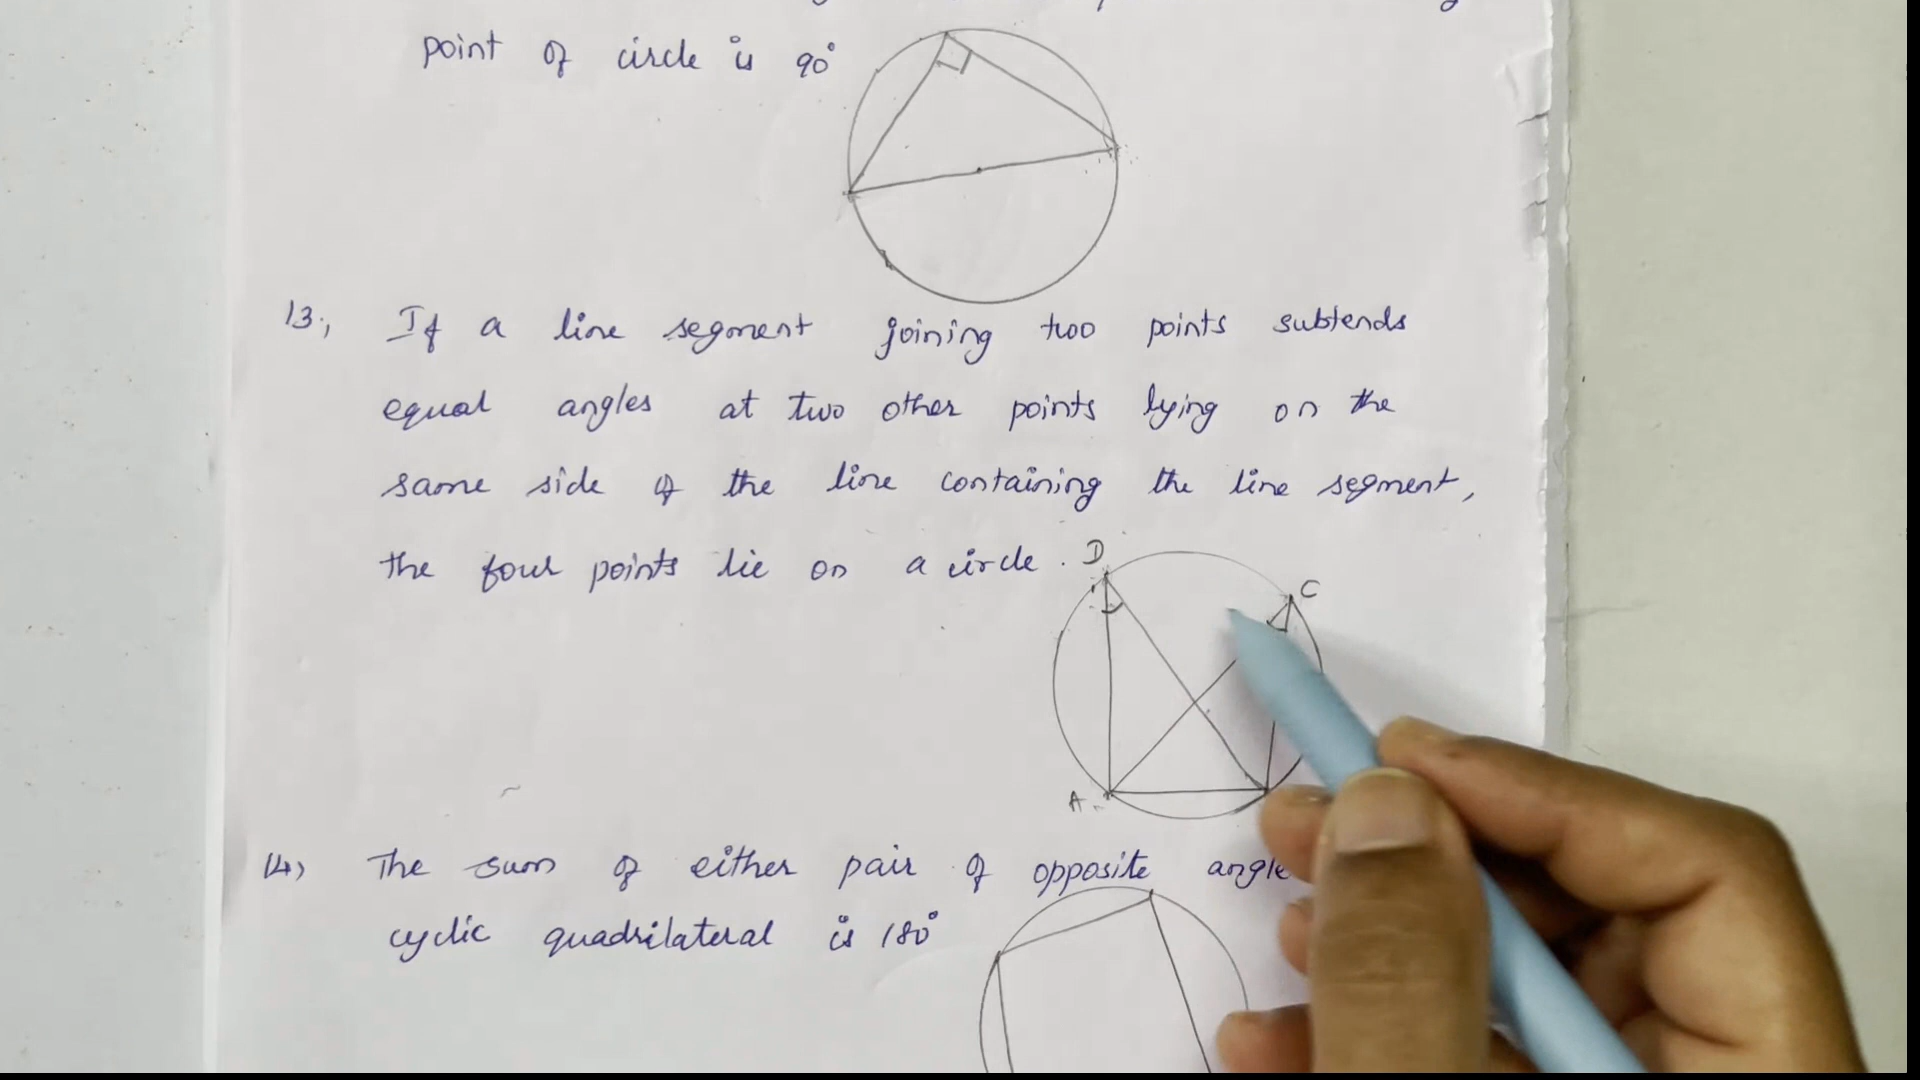 point of circle is 90°
13., If a line segment joining two points subtends
equal angles at two other points lying on the
same side of the line containing the line segment,
the four points lie on a circle.
D
C
A
14) The sum of either pair of opposite angle
cyclic quadrilateral is 180°